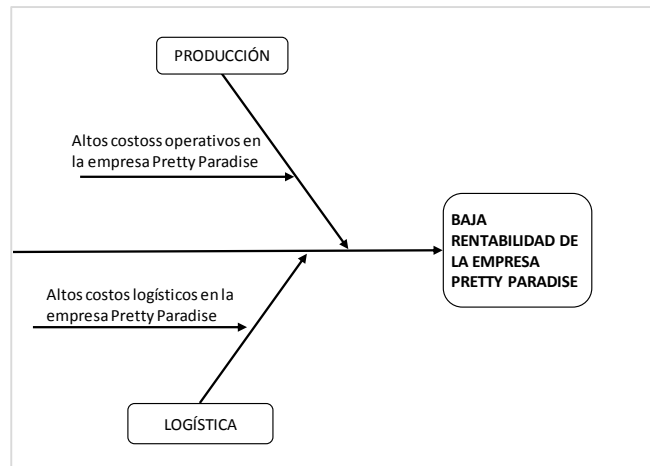 PRODUCCIÓN
Altos costoss operativos en
la empresa Pretty Paradise
BAJA
RENTABILIDAD DE
LA EMPRESA
PRETTY PARADISE
Altos costos logísticos en la
empresa Pretty Paradise
LOGÍSTICA